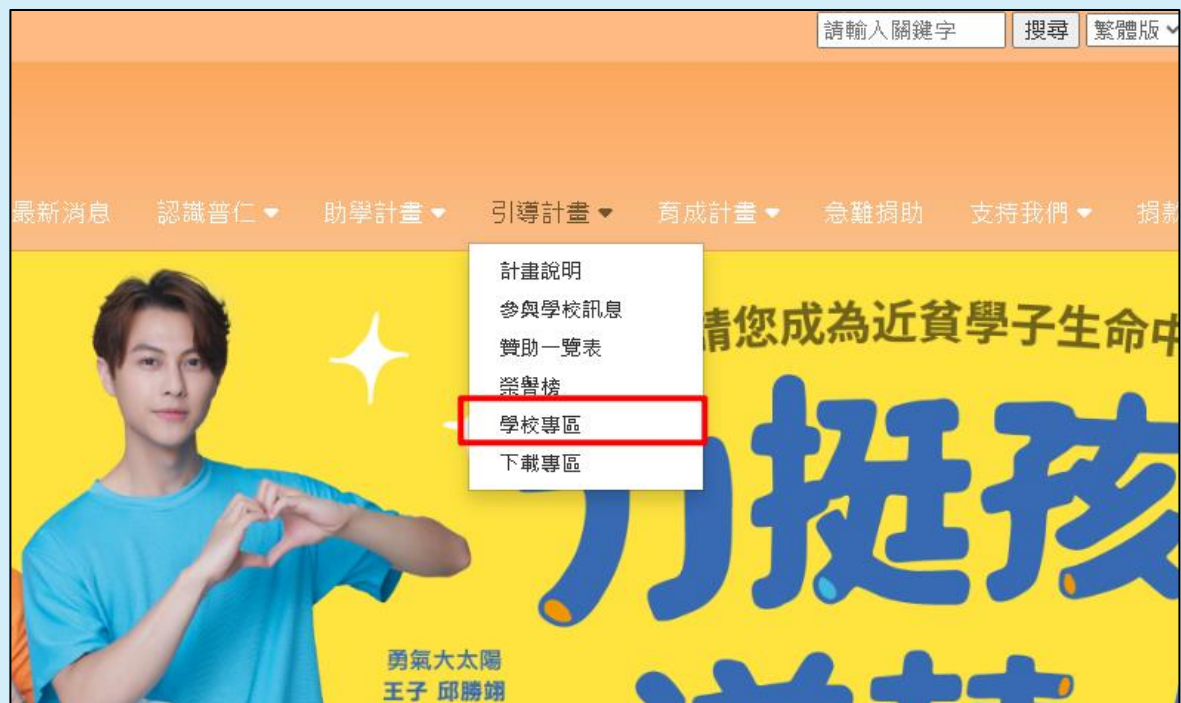 請輸入關鍵字 搜尋 繁體版
最新消息 認識普仁 助學計畫 引導計畫 育成計畫 急難捐助 支持我們 捐款
計畫說明
參與學校訊息
贊助一覽表
榮譽榜
學校專區
下載專區
請您成為近貧學子生命中
力挺孩
勇氣大太陽
王子 邱勝翊